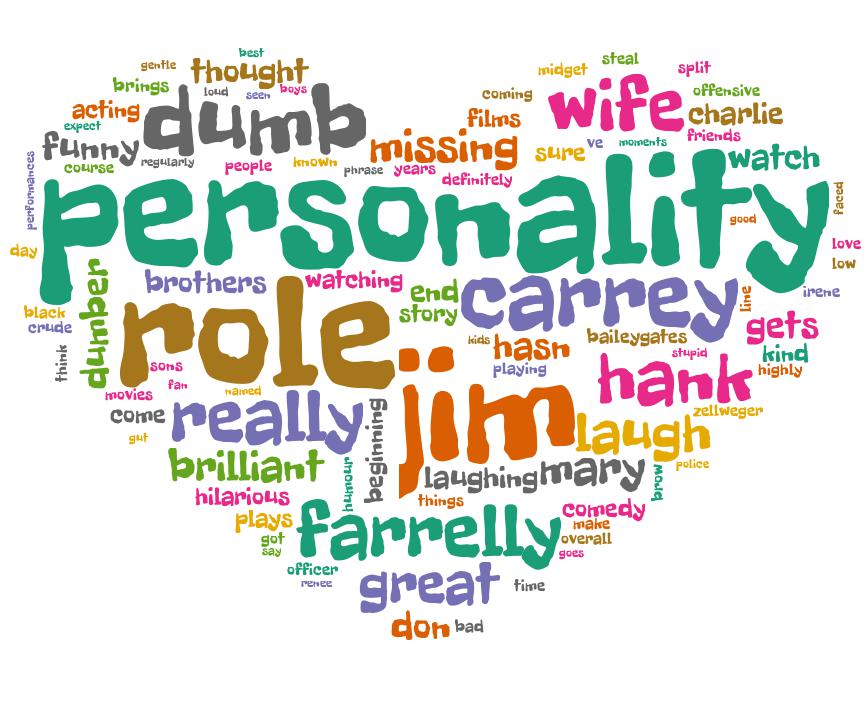 best
steal
gentle
thought
midget
split
brings
loud
seen
boys
coming
wife
offensive
acting
dumb
films
charlie
expect
funny
missing
ve
moments
friends
course
regularly
people
known
phrase
years
definitely
sure
watch
performances
personality
good
faced
day
love
low
brothers
watching
end
carrey
line
irene
black
crude
dumber
role
story
gets
think
kids
hasn
baileygates
stupid
kind
sons
fan
playing
highly
movies
named
jim
hank
come
really
beginning
zellweger
gut
laugh
brilliant
humour
laughing
mary
brow
police
hilarious
things
comedy
plays
farrelly
make
got
overall
say
goes
officer
renee
great
time
don
bad